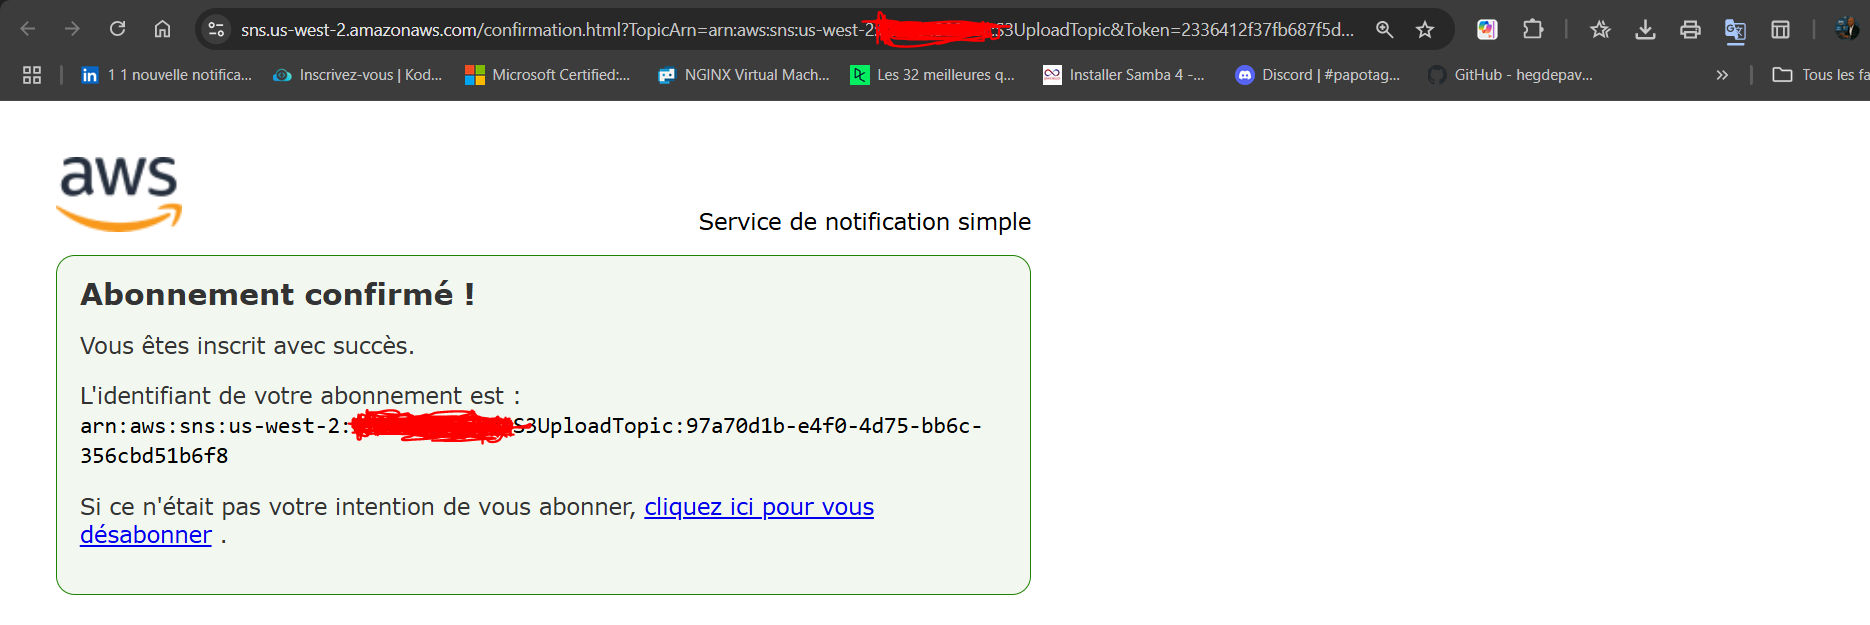 sns.us-west-2.amazonaws.com/confirmation.html?TopicArn=arn:aws:sns:us-west-2: S3UploadTopic&Token=2336412f37fb687f5d...
1 1 nouvelle notifica...
Inscrivez-vous | Kod...
Microsoft Certified:...
NGINX Virtual Mach...
Les 32 meilleures q...
Installer Samba 4 -...
Discord | #papotag...
GitHub - hegdepav...
»
Tous les fa
aws
Service de notification simple
Abonnement confirmé !
Vous êtes inscrit avec succès.
L'identifiant de votre abonnement est :
arn:aws:sns:us-west-2: S3UploadTopic:97a70d1b-e4f0-4d75-bb6c-
356cbd51b6f8
Si ce n'était pas votre intention de vous abonner, cliquez ici pour vous
désabonner .